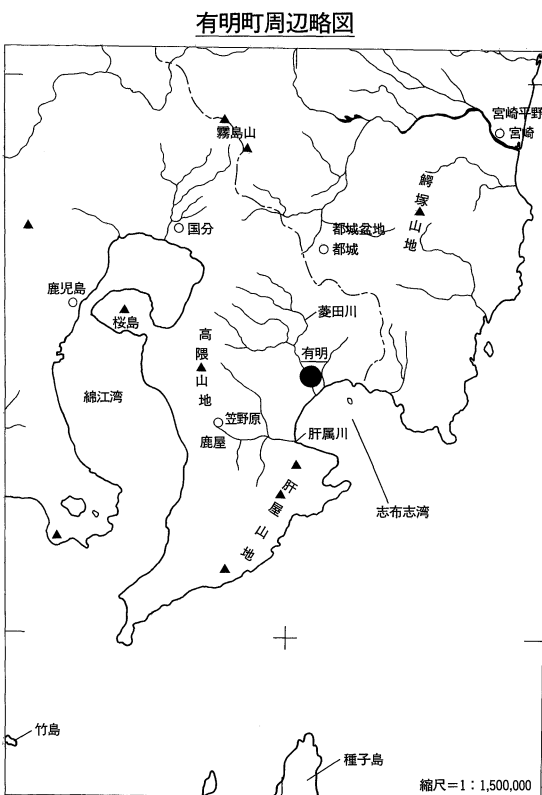 有明町周辺略図
宮崎平野
宮崎
霧島山
鰐塚山地
国分
都城盆地
都城
鹿児島
桜島
菱田川
高隈山地
有明
綿江湾
笠野原
鹿屋
肝属川
肝屋山地
志布志湾
竹島
種子島
縮尺=1:1,500,000